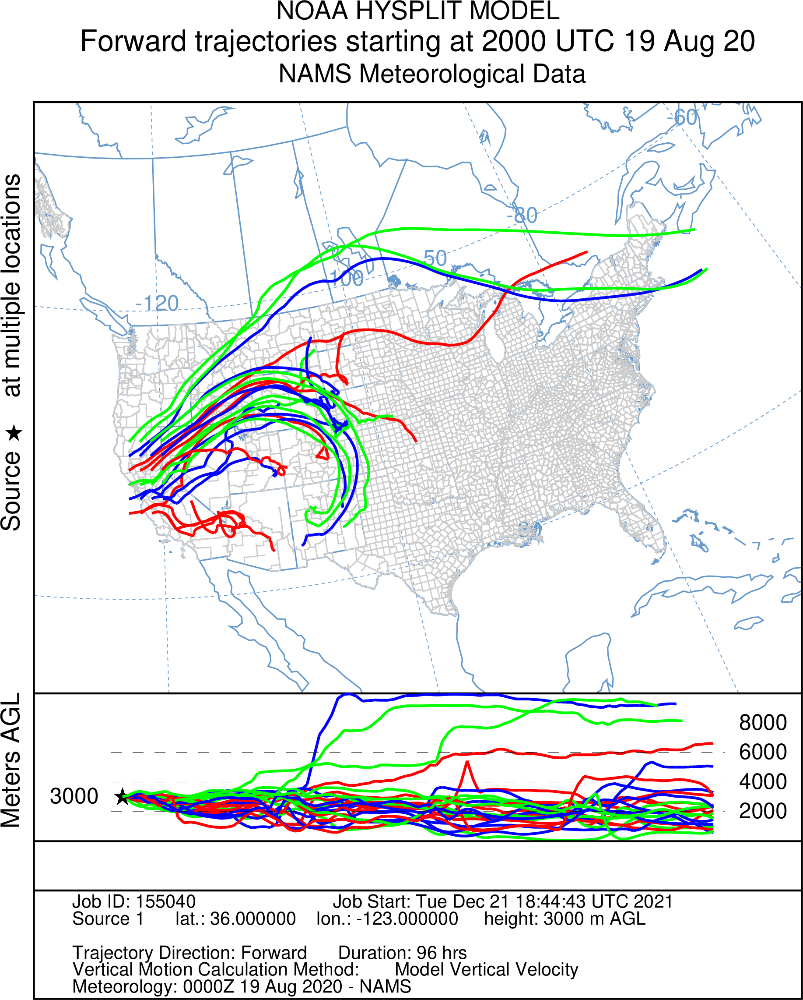 NOAA HYSPLIT MODEL
Forward trajectories starting at 2000 UTC 19 Aug 20
NAMS Meteorological Data
Source ★ at multiple locations
-60
-80
50
-100
-120
Meters AGL
8000
6000
4000
3000
2000
Job ID: 155040 Job Start: Tue Dec 21 18:44:43 UTC 2021
Source 1 lat.: 36.000000 lon.: -123.000000 height: 3000 m AGL
Trajectory Direction: Forward Duration: 96 hrs
Vertical Motion Calculation Method: Model Vertical Velocity
Meteorology: 0000Z 19 Aug 2020 - NAMS